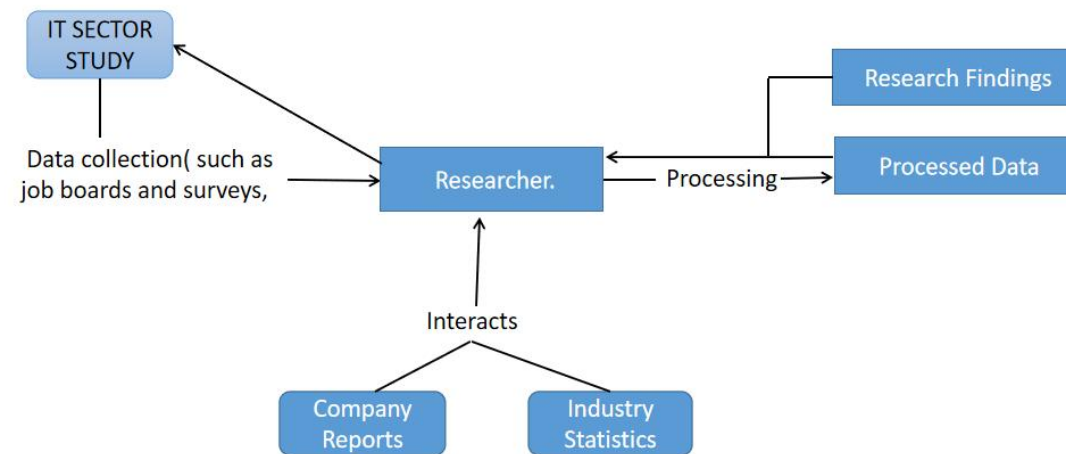 IT SECTOR
STUDY
Research Findings
Data collection( such as
job boards and surveys,
Researcher.
Processing
Processed Data
Interacts
Company
Reports
Industry
Statistics